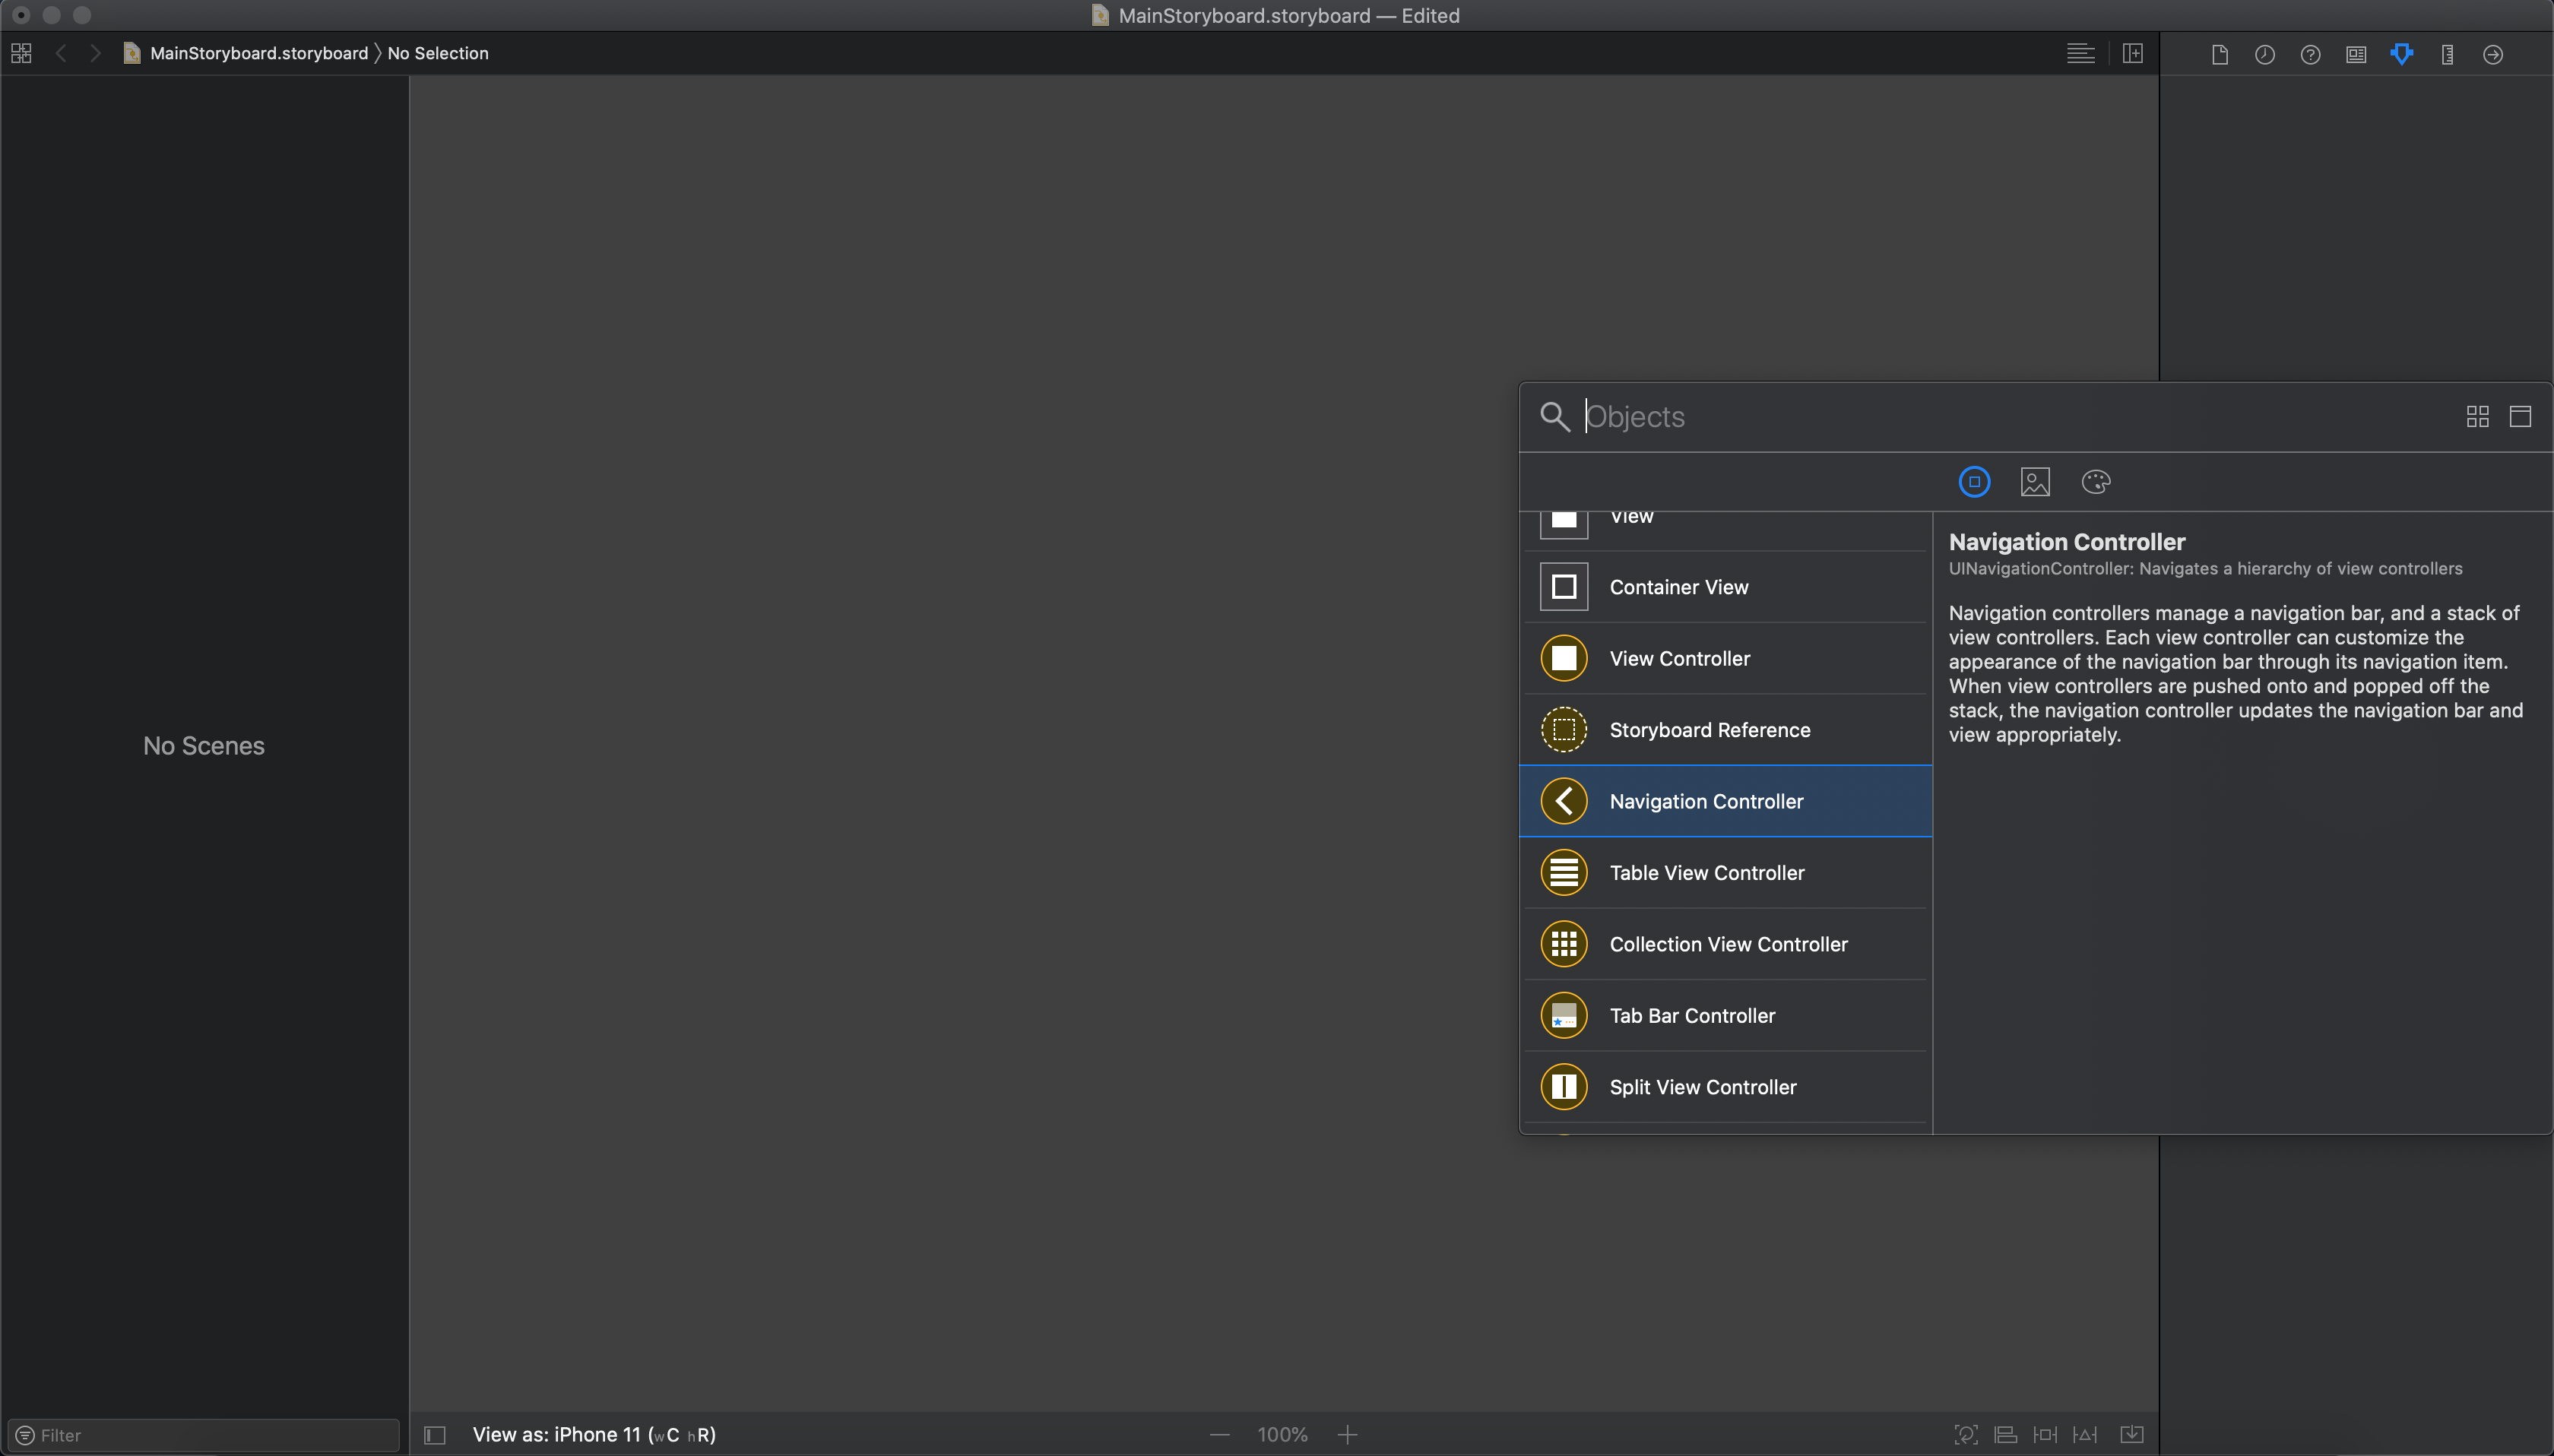 MainStoryboard.storyboard — Edited
MainStoryboard.storyboard 〉 No Selection
Objects
View
Container View
View Controller
Storyboard Reference
Navigation Controller
Table View Controller
Collection View Controller
Tab Bar Controller
Split View Controller
Navigation Controller
UINavigationController: Navigates a hierarchy of view controllers
Navigation controllers manage a navigation bar, and a stack of
view controllers. Each view controller can customize the
appearance of the navigation bar through its navigation item.
When view controllers are pushed onto and popped off the
stack, the navigation controller updates the navigation bar and
view appropriately.
No Scenes
Filter
View as: iPhone 11 (wC hR)
100%